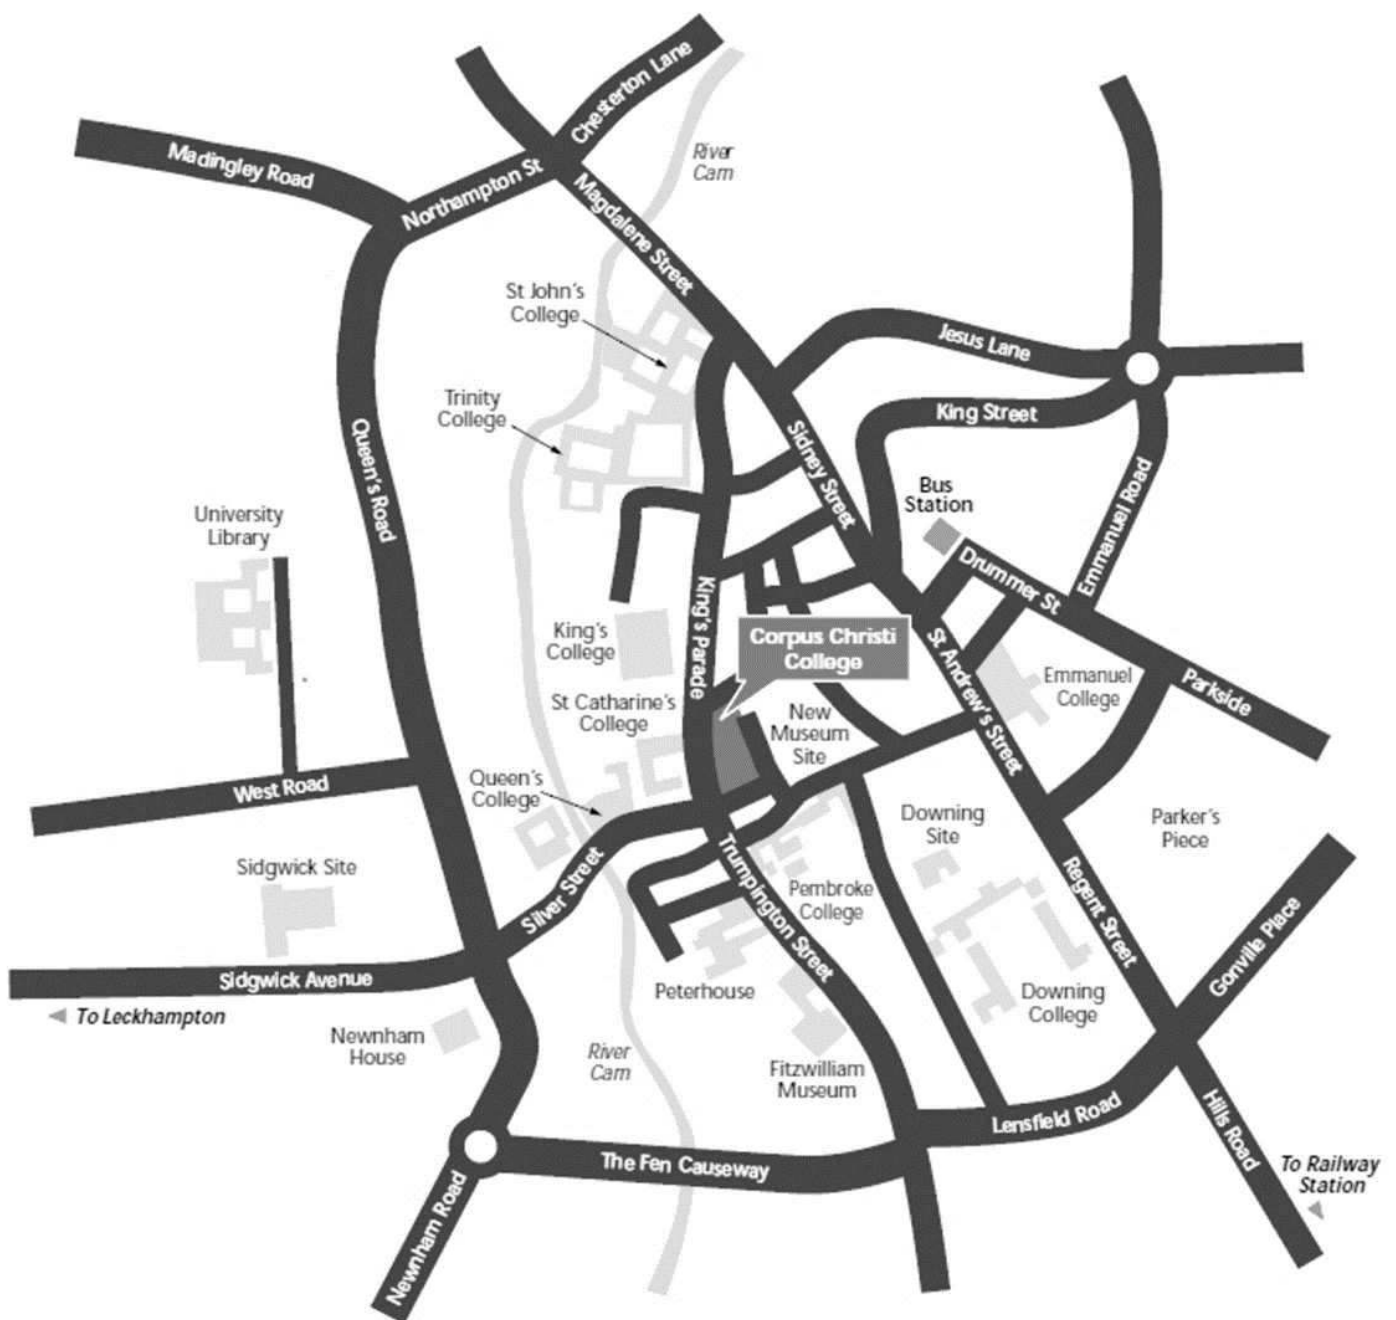 Chesterton Lane
River
Cam
Madingley Road
Northampton St
Magdalene Street
St John's
College
Jesus Lane
Trinity
College
King Street
Queen's Road
Sidney Street
Bus
Station
Emmanuel Road
University
Library
Drummer St
King's Parade
King's
College
Corpus Christi
College
St Andrew's Street
Emmanuel
College
Parkside
St Catharine's
College
New
Museum
Site
Queen's
College
West Road
Downing
Site
Parker's
Piece
Sidgwick Site
Silver Street
Trumpington Street
Pembroke
College
Regent Street
Gonville Place
Sidgwick Avenue
Peterhouse
Downing
College
To Leckhampton
Newnham
House
River
Cam
Fitzwilliam
Museum
Lensfield Road
Hills Road
The Fen Causeway
To Railway
Station
Newnham Road